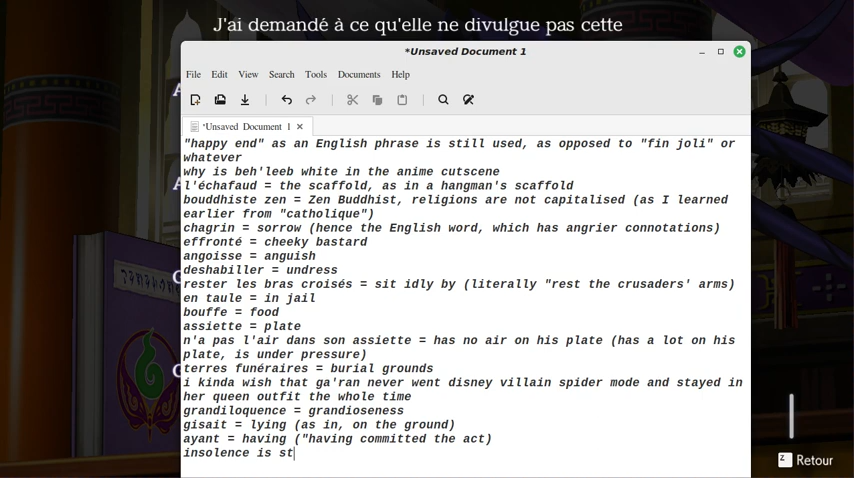 J'ai demandé à ce qu'elle ne divulgue pas cette
*Unsaved Document 1
File Edit View Search Tools Documents Help
*Unsaved Document 1
"happy end" as an English phrase is still used, as opposed to "fin joli" or
whatever
why is beh'leeb white in the anime cutscene
l'échafaud = the scaffold, as in a hangman's scaffold
bouddhiste zen = Zen Buddhist, religions are not capitalised (as I learned
earlier from "catholique")
chagrin = sorrow (hence the English word, which has angrier connotations)
effronté = cheeky bastard
angoisse = anguish
deshabiller = undress
rester les bras croisés = sit idly by (literally "rest the crusaders' arms)
en taule = in jail
bouffe = food
assiette = plate
n'a pas l'air dans son assiette = has no air on his plate (has a lot on his
plate, is under pressure)
terres funéraires = burial grounds
i kinda wish that ga'ran never went disney villain spider mode and stayed in
her queen outfit the whole time
grandiloquence = grandioseness
gisait = lying (as in, on the ground)
ayant = having ("having committed the act)
insolence is st
Z Retour